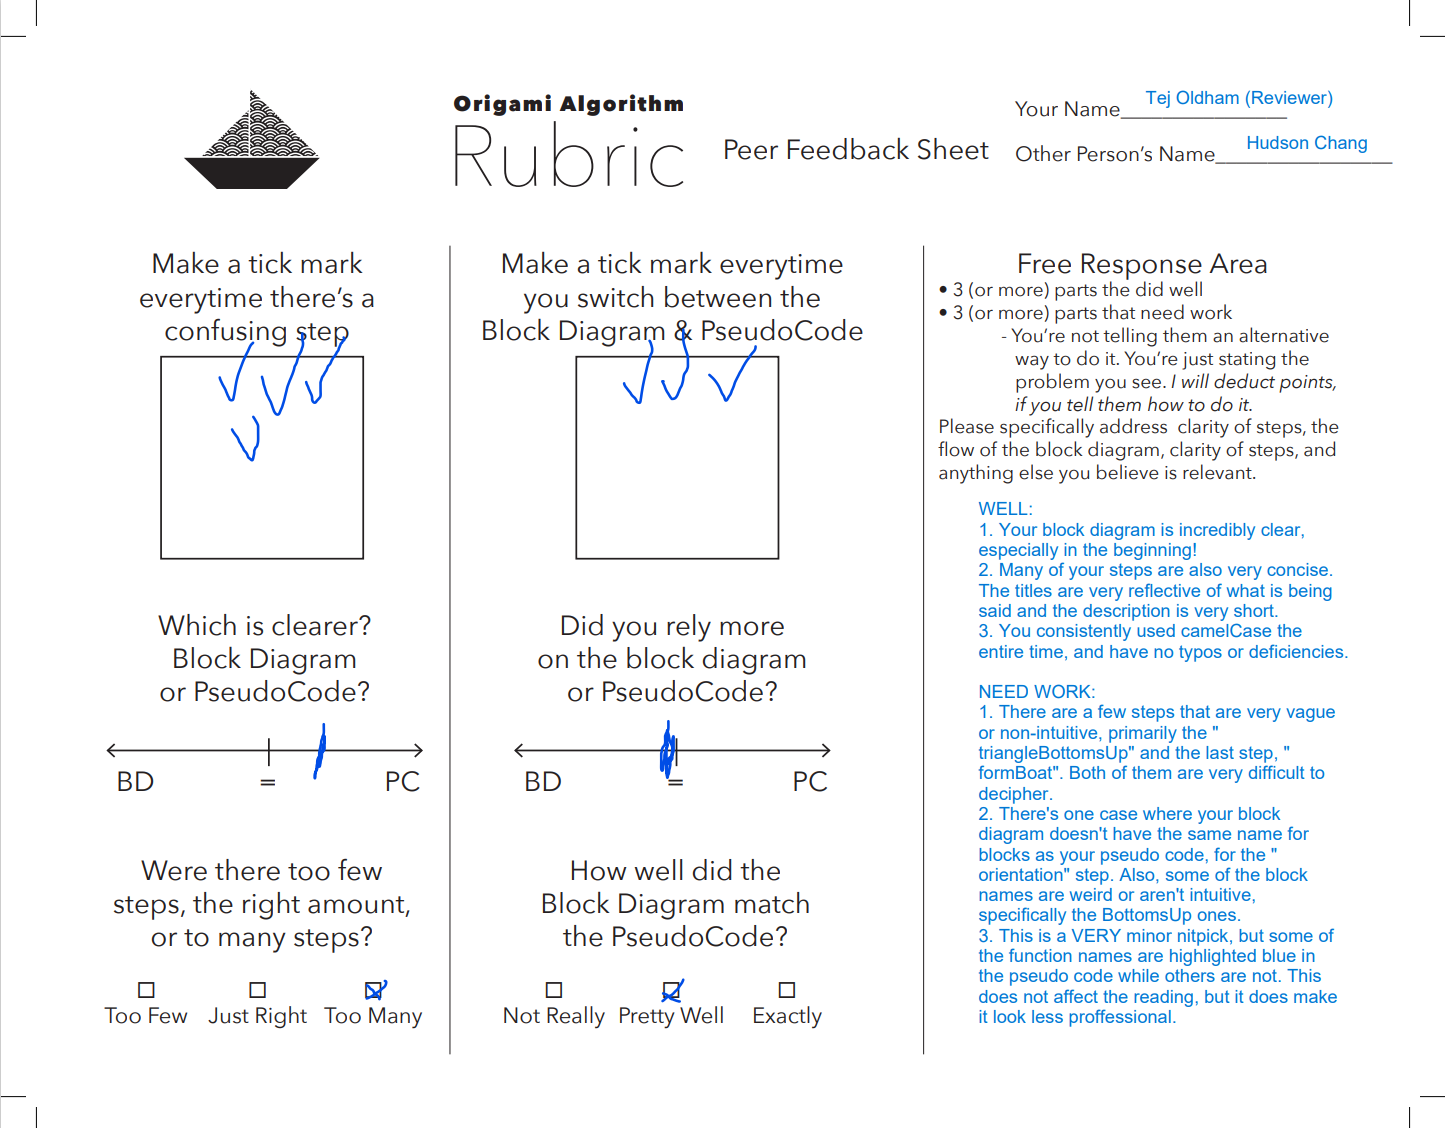 Origami Algorithm
Rubric
Peer Feedback Sheet
Your Name________________
Tej Oldham (Reviewer)
Other Person's Name________________
Hudson Chang
Make a tick mark
everytime there's a
confusing step
Which is clearer?
Block Diagram
or PseudoCode?
BD
=
PC
Were there too few
steps, the right amount,
or to many steps?
Too Few
Just Right
Too Many
Make a tick mark everytime
you switch between the
Block Diagram & PseudoCode
Did you rely more
on the block diagram
or PseudoCode?
BD
=
PC
How well did the
Block Diagram match
the PseudoCode?
Not Really
Pretty Well
Exactly
Free Response Area
• 3 (or more) parts the did well
• 3 (or more) parts that need work
- You're not telling them an alternative
way to do it. You're just stating the
problem you see. I will deduct points,
if you tell them how to do it.
Please specifically address  clarity of steps, the
flow of the block diagram, clarity of steps, and
anything else you believe is relevant.
WELL:
1. Your block diagram is incredibly clear,
especially in the beginning!
2. Many of your steps are also very concise.
The titles are very reflective of what is being
said and the description is very short.
3. You consistently used camelCase the
entire time, and have no typos or deficiencies.
NEED WORK:
1. There are a few steps that are very vague
or non-intuitive, primarily the "
triangleBottomsUp" and the last step, "
formBoat". Both of them are very difficult to
decipher.
2. There's one case where your block
diagram doesn't have the same name for
blocks as your pseudo code, for the "
orientation" step. Also, some of the block
names are weird or aren't intuitive,
specifically the BottomsUp ones.
3. This is a VERY minor nitpick, but some of
the function names are highlighted blue in
the pseudo code while others are not. This
does not affect the reading, but it does make
it look less proffessional.